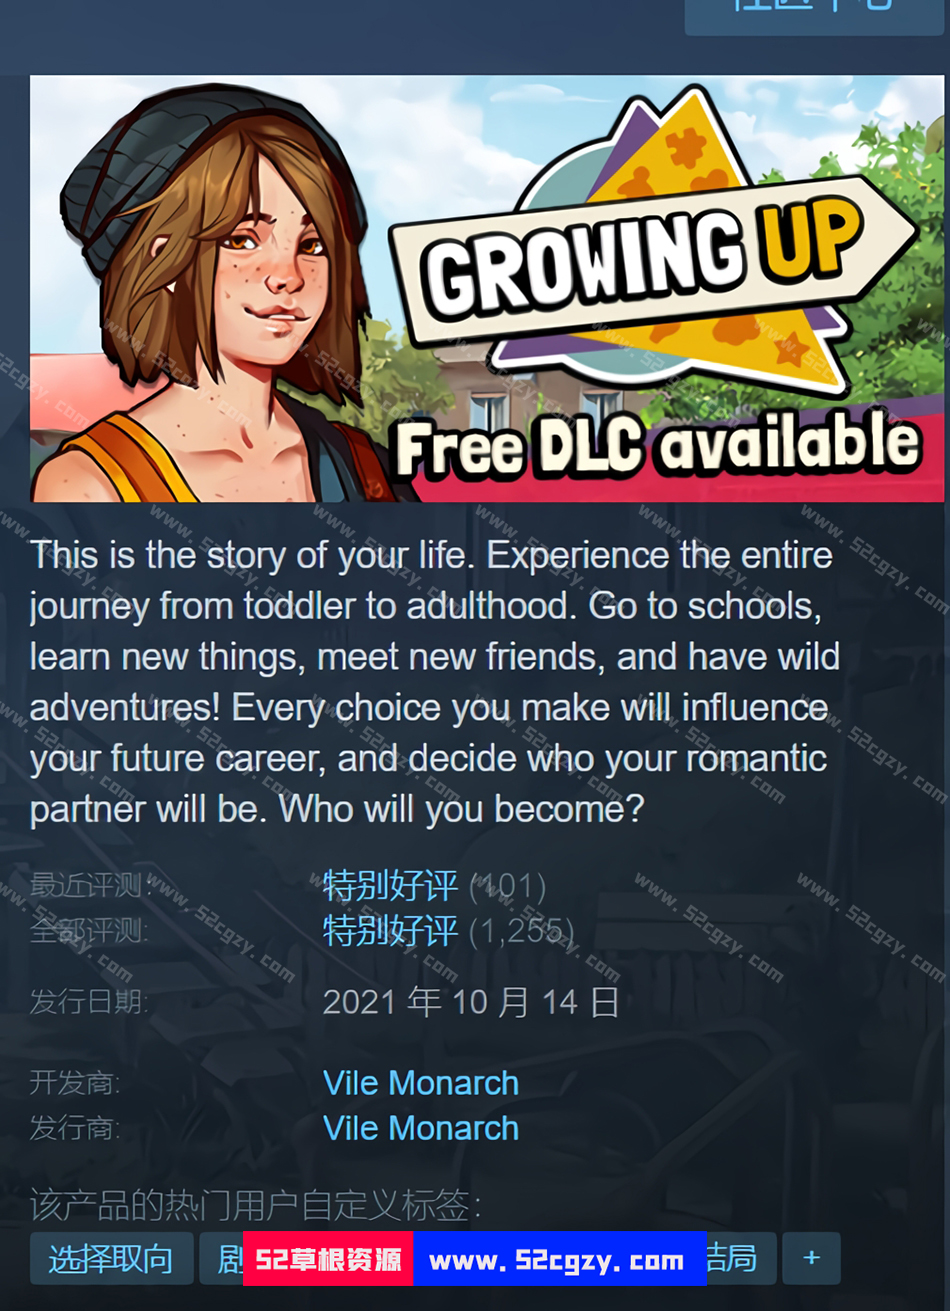 GROWING UP
Free DLC available
This is the story of your life. Experience the entire
journey from toddler to adulthood. Go to schools,
learn new things, meet new friends, and have wild
adventures! Every choice you make will influence
your future career, and decide who your romantic
partner will be. Who will you become?
最近评测: 特别好评 (101)
全部评测: 特别好评 (1,255)
发行日期: 2021 年 10 月 14 日
开发商: Vile Monarch
发行商: Vile Monarch
该产品的热门用户自定义标签:
选择取向 剧 52草根资源 www.52cgzy.com 结局 +